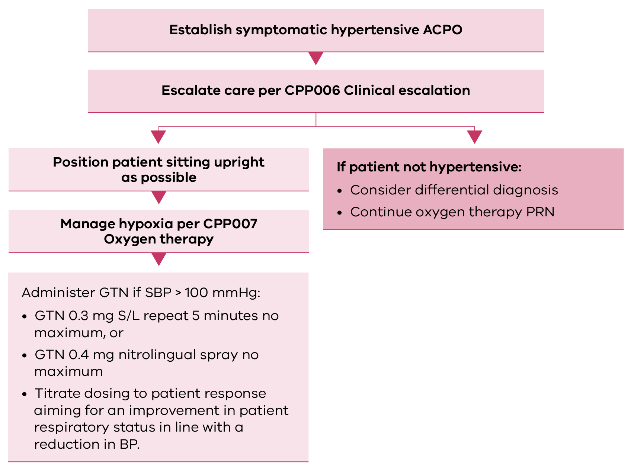 Establish symptomatic hypertensive ACPO
Escalate care per CPP006 Clinical escalation
Position patient sitting upright
as possible
Manage hypoxia per CPP007
Oxygen therapy
Administer GTN if SBP > 100 mmHg:
• GTN 0.3 mg S/L repeat 5 minutes no
maximum, or
• GTN 0.4 mg nitrolingual spray no
maximum
• Titrate dosing to patient response
aiming for an improvement in patient
respiratory status in line with a
reduction in BP.
If patient not hypertensive:
• Consider differential diagnosis
• Continue oxygen therapy PRN